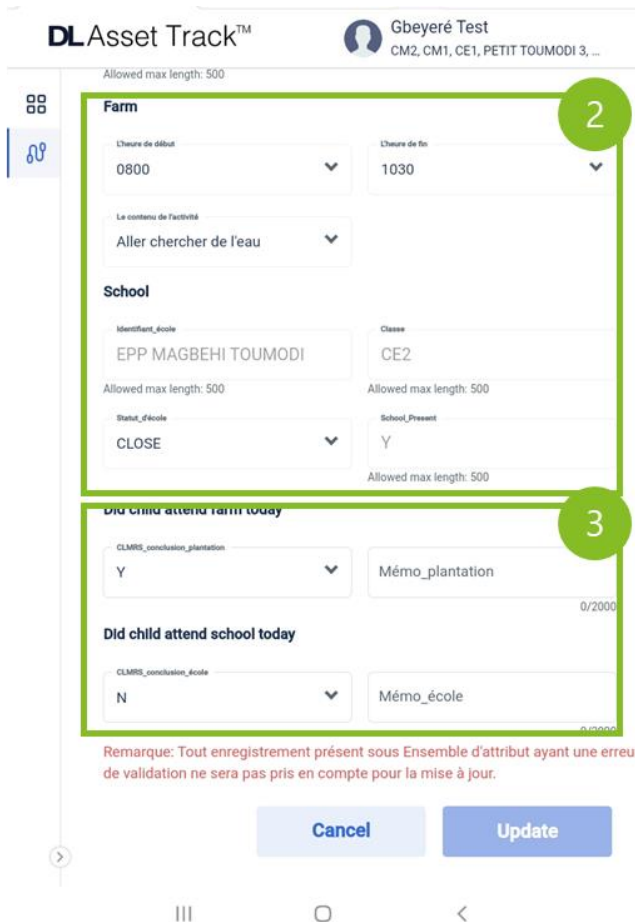 DL Asset Track™
Gbeyeré Test
CM2, CM1, CE1, PETIT TOUMODI 3, ...
Allowed max length: 500
Farm
2
L'heure de début
L'heure de fin
0800
1030
Le contenu de l'activité
Aller chercher de l'eau
School
Identifiant_école
Classe
EPP MAGBEHI TOUMODI
CE2
Allowed max length: 500
Allowed max length: 500
Statut_d'école
School_Present
CLOSE
Y
Allowed max length: 500
Did child attend farm today
3
CLMRS_conclusion_plantation
Y
Mémo_plantation
0/2000
Did child attend school today
CLMRS_conclusion_école
N
Mémo_école
0/2000
Remarque: Tout enregistrement présent sous Ensemble d'attribut ayant une erreu
de validation ne sera pas pris en compte pour la mise à jour.
Cancel
Update